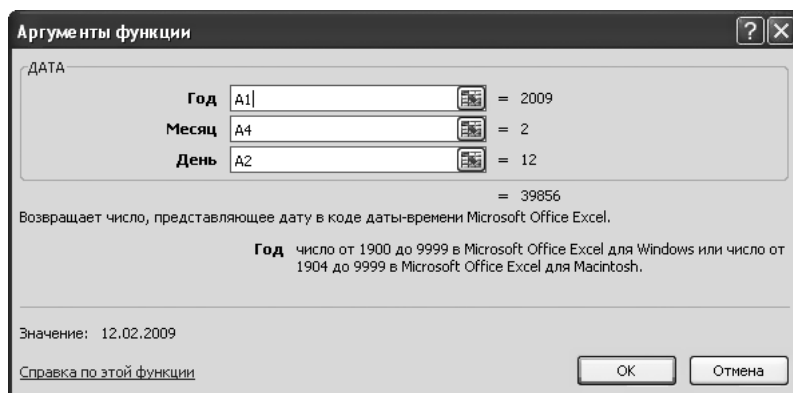 Аргументы функции
ДАТА
Год A1 = 2009
Месяц A4 = 2
День A2 = 12
= 39856
Возвращает число, представляющее дату в коде даты-времени Microsoft Office Excel.
Год число от 1900 до 9999 в Microsoft Office Excel для Windows или число от
1904 до 9999 в Microsoft Office Excel для Macintosh.
Значение: 12.02.2009
Справка по этой функции
ОК
Отмена